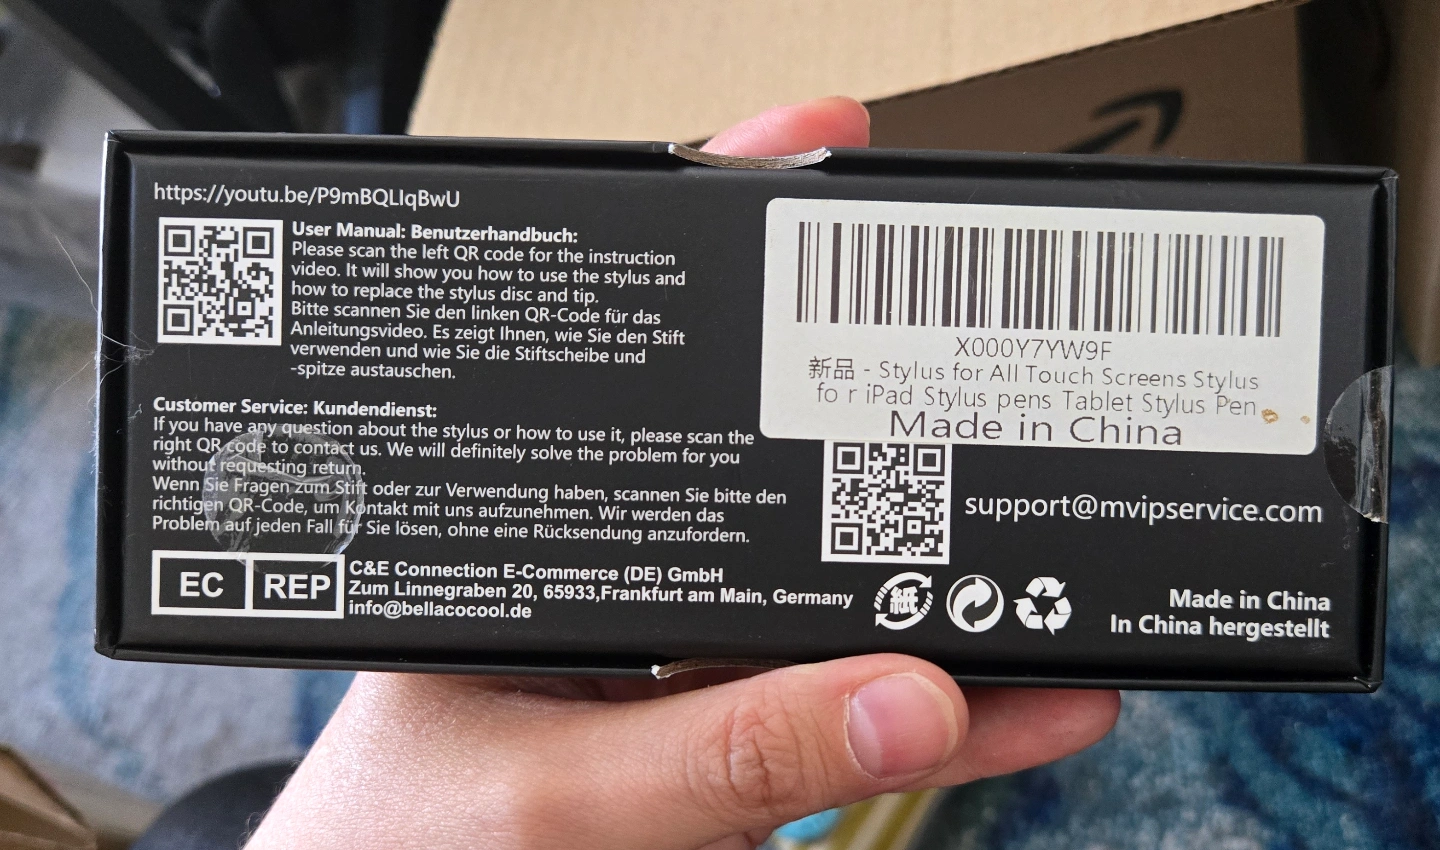 https://youtu.be/P9mBQLIqBwU
User Manual: Benutzerhandbuch:
Please scan the left QR code for the instruction
video. It will show you how to use the stylus and
how to replace the stylus disc and tip.
Bitte scannen Sie den linken QR-Code für das
Anleitungsvideo. Es zeigt Ihnen, wie Sie den Stift
verwenden und wie Sie die Stiftscheibe und
-spitze austauschen.
Customer Service: Kundendienst:
If you have any question about the stylus or how to use it, please scan the
right QR code to contact us. We will definitely solve the problem for you
without requesting return.
Wenn Sie Fragen zum Stift oder zur Verwendung haben, scannen Sie bitte den
richtigen QR-Code, um Kontakt mit uns aufzunehmen. Wir werden das
Problem auf jeden Fall für Sie lösen, ohne eine Rücksendung anzufordern.
EC REP
C&E Connection E-Commerce (DE) GmbH
Zum Linnegraben 20, 65933,Frankfurt am Main, Germany
info@bellacocool.de
X000Y7YW9F
新品 - Stylus for All Touch Screens Stylus
fo r iPad Stylus pens Tablet Stylus Pen
Made in China
support@mvipservice.com
紙
Made in China
In China hergestellt